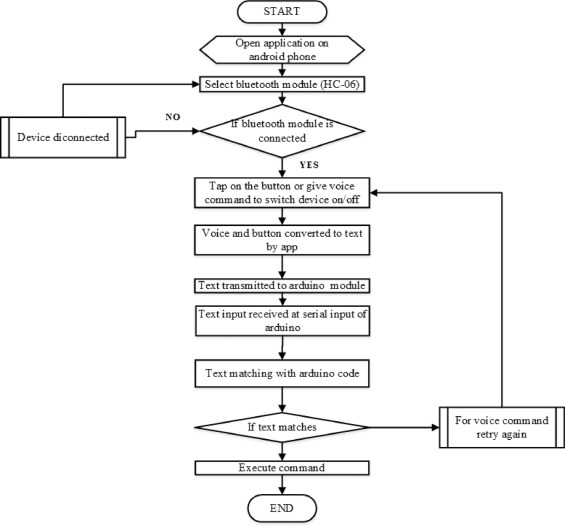 START
Open application on
android phone
Select bluetooth module (HC-06)
NO
Device diconnected
If bluetooth module is
connected
YES
Tap on the button or give voice
command to switch device on/off
Voice and button converted to text
by app
Text transmitted to arduino module
Text input received at serial input of
arduino
Text matching with arduino code
If text matches
For voice command
retry again
Execute command
END